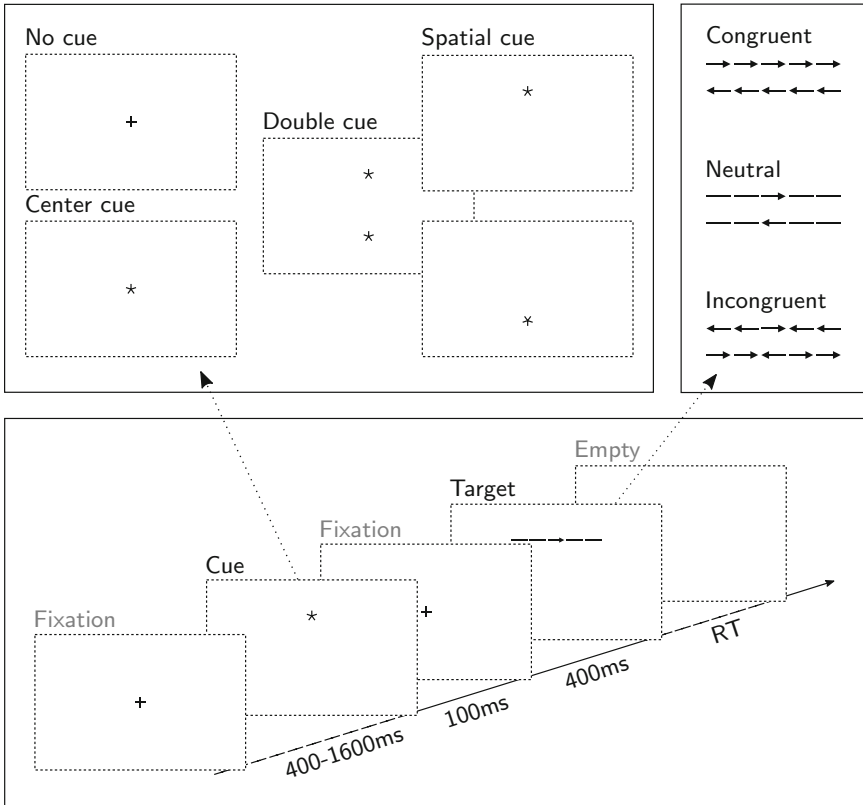 No cue
Spatial cue
Double cue
Center cue
Congruent
Neutral
Incongruent
Empty
Target
Fixation
Cue
Fixation
RT
400ms
100ms
400-1600ms